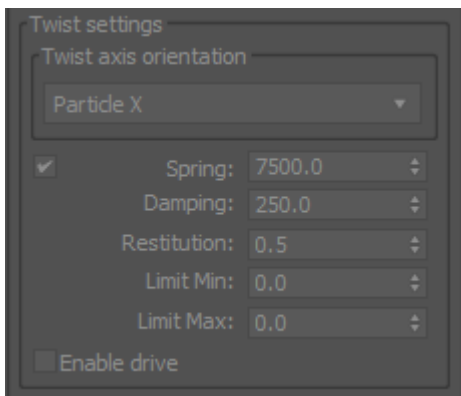 Twist settings
Twist axis orientation
Particle X
Spring: 7500.0
Damping: 250.0
Restitution: 0.5
Limit Min: 0.0
Limit Max: 0.0
Enable drive